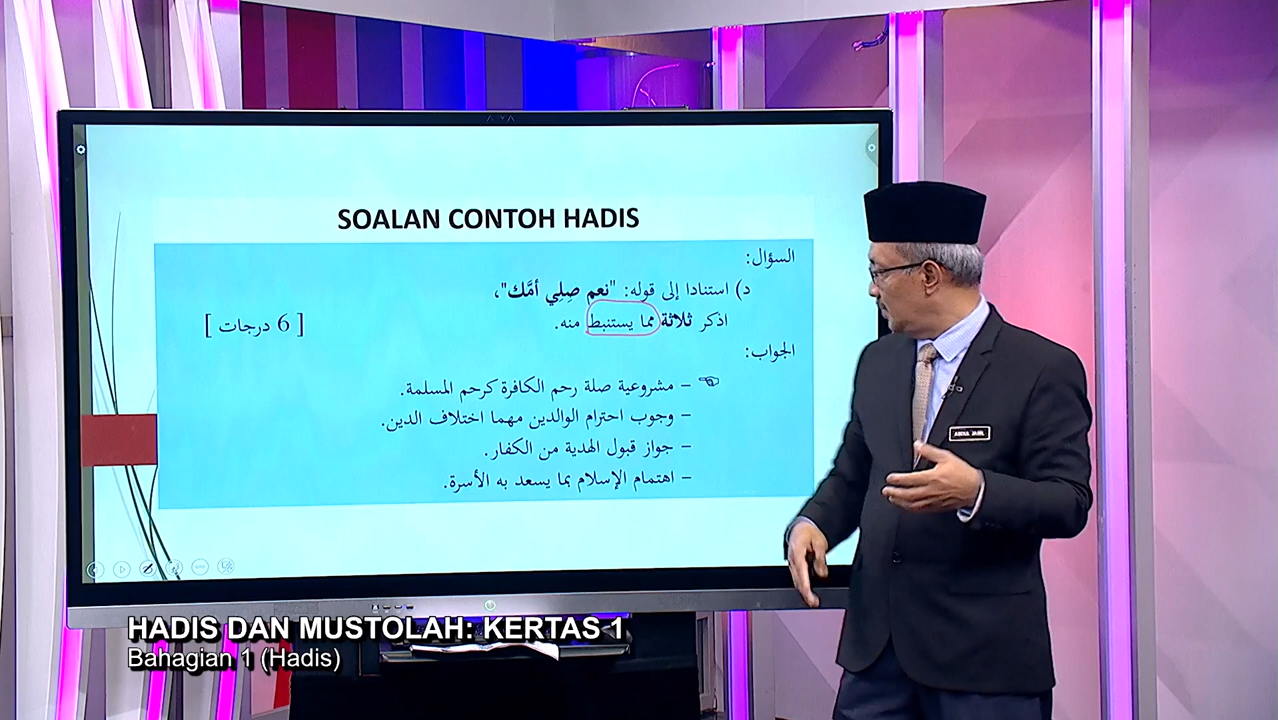 SOALAN CONTOH HADIS
السؤال:
د) استنادا إلى قوله: "نعم صِلِي أمَّك"،
اذكر ثلاثة مما يستنبط منه.
[ 6 درجات ]
الجواب:
– مشروعية صلة رحم الكافرة كرحم المسلمة.
– وجوب احترام الوالدين مهما اختلاف الدين.
– جواز قبول الهدية من الكفار.
– اهتمام الإسلام بما يسعد به الأسرة.
ABDUL JAMIL
HADIS DAN MUSTOLAH: KERTAS 1
Bahagian 1 (Hadis)